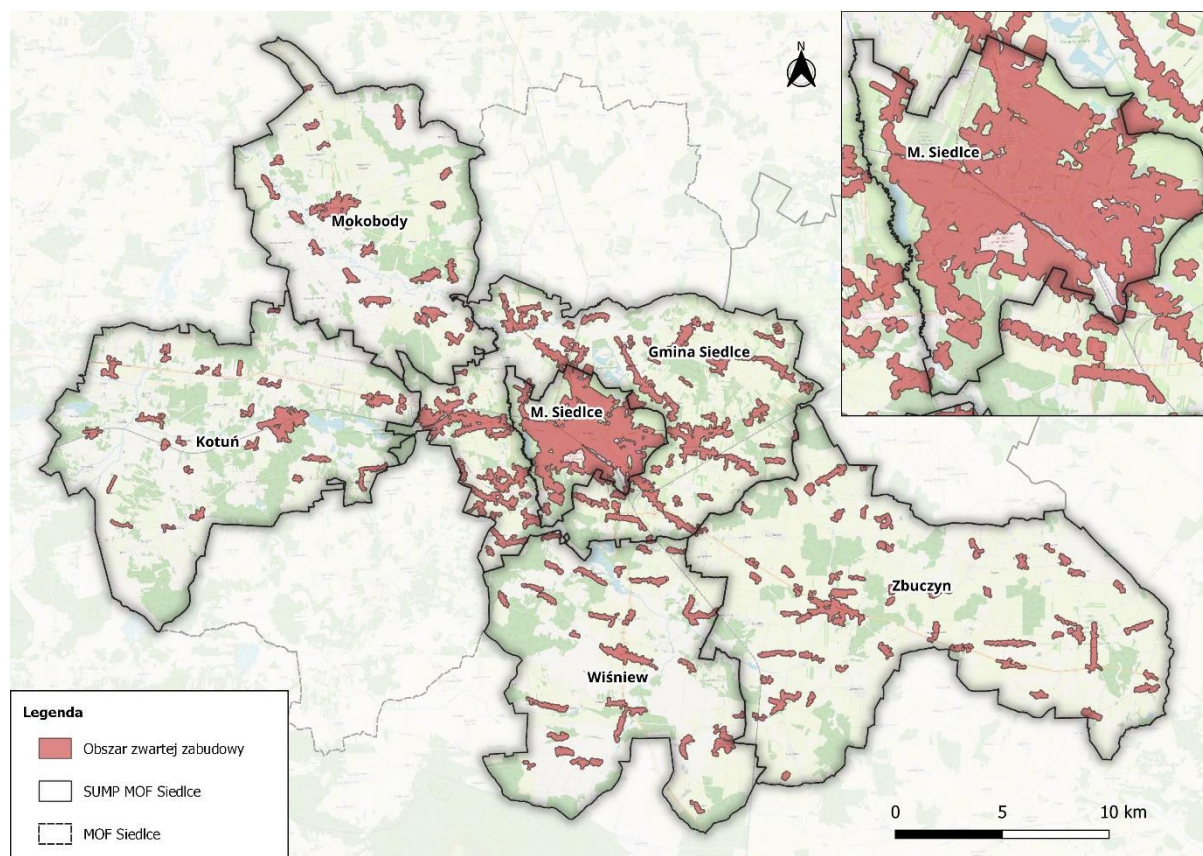 N
M. Siedlce
Mokobody
Gmina Siedlce
M. Siedlce
Kotuń
Zbuczyn
Wiśniew
Legenda
Obszar zwartej zabudowy
SUMP MOF Siedlce
MOF Siedlce
0 5 10 km